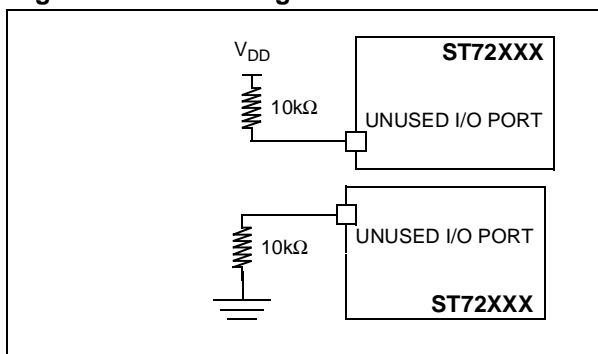 V_DD
ST72XXX
10kΩ
UNUSED I/O PORT
UNUSED I/O PORT
10kΩ
ST72XXX